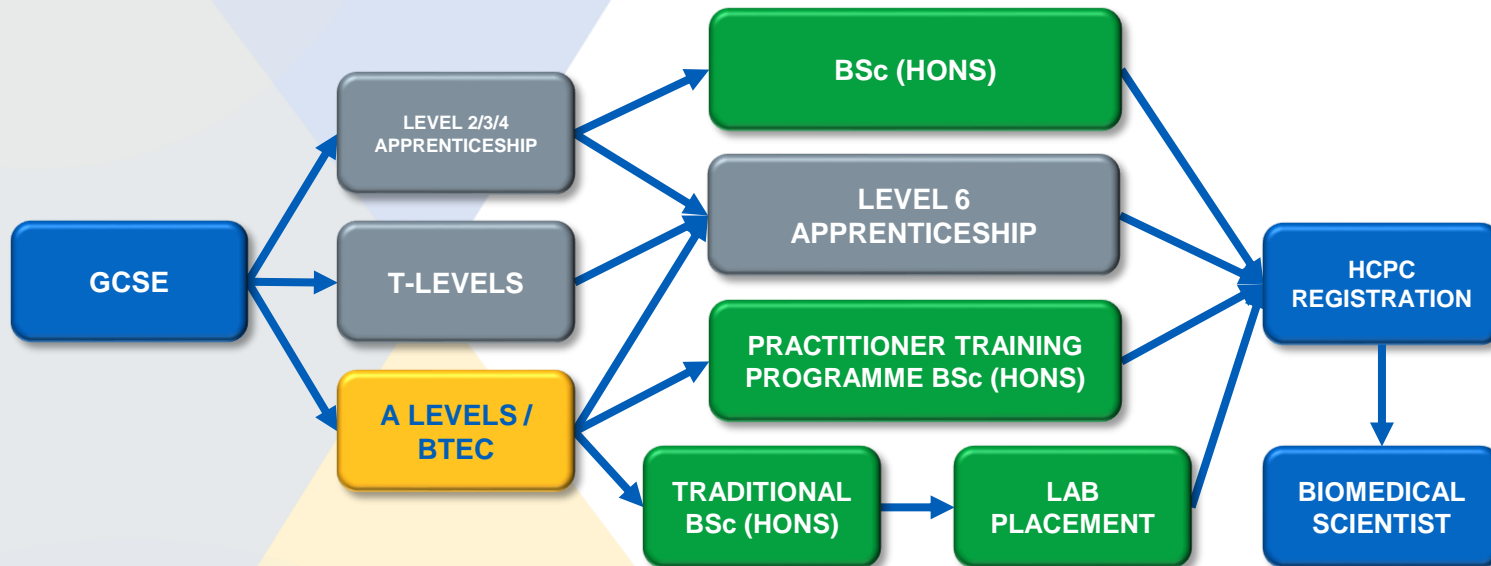 BSc (HONS)
LEVEL 2/3/4
APPRENTICESHIP
LEVEL 6
APPRENTICESHIP
GCSE
T-LEVELS
HCPC
REGISTRATION
PRACTITIONER TRAINING
PROGRAMME BSc (HONS)
A LEVELS /
BTEC
TRADITIONAL
BSc (HONS)
LAB
PLACEMENT
BIOMEDICAL
SCIENTIST